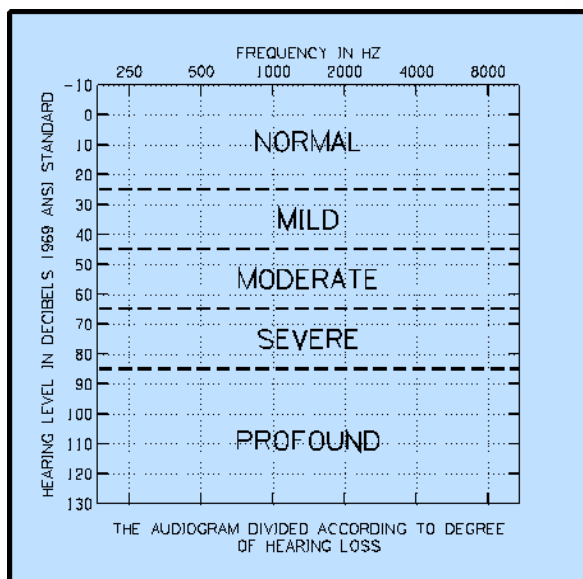 FREQUENCY IN HZ
250 500 1000 2000 4000 8000
HEARING LEVEL IN DECIBELS 1969 ANSI STANDARD
-10
0
10
NORMAL
20
30
MILD
40
50
MODERATE
60
70
SEVERE
80
90
100
110
PROFOUND
120
130
THE AUDIOGRAM DIVIDED ACCORDING TO DEGREE
OF HEARING LOSS